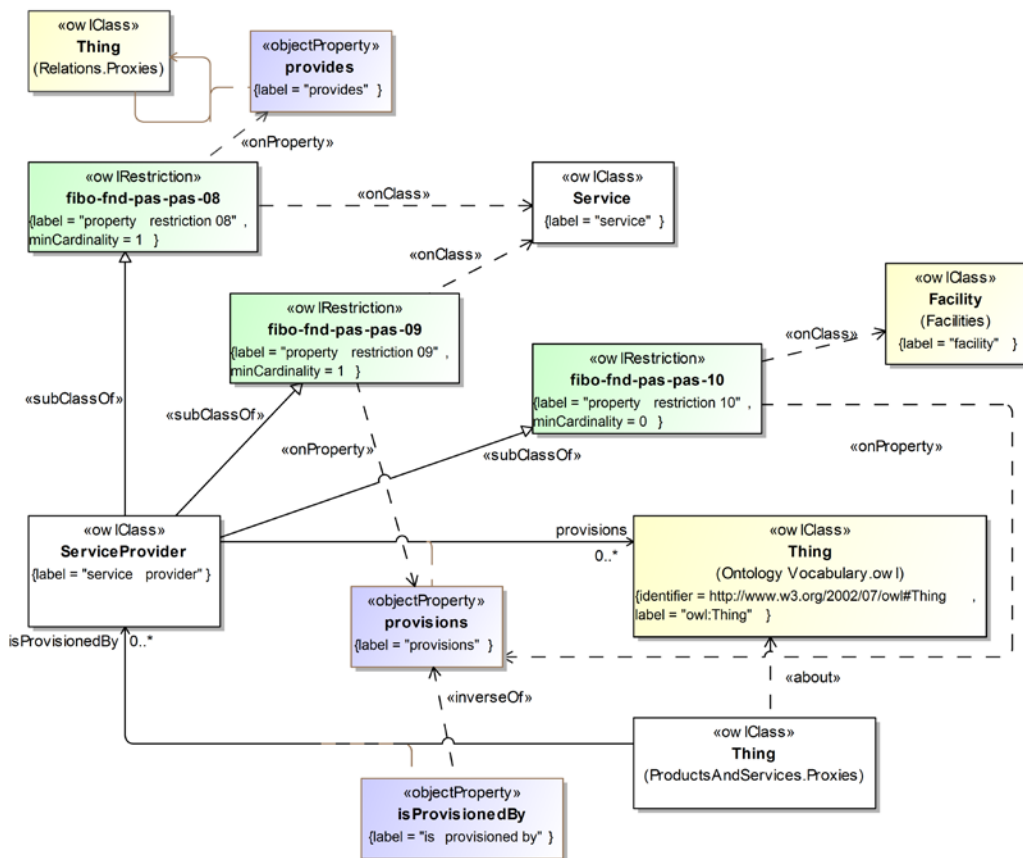 «owlClass»
Thing
(Relations.Proxies)
«objectProperty»
provides
{label = "provides" }
«onProperty»
«owlRestriction»
fibo-fnd-pas-pas-08
{label = "property restriction 08" ,
minCardinality = 1 }
«onClass»
«owlClass»
Service
{label = "service" }
«onClass»
«owlRestriction»
fibo-fnd-pas-pas-09
{label = "property restriction 09" ,
minCardinality = 1 }
«owlClass»
Facility
(Facilities)
{label = "facility" }
«onClass»
«owlRestriction»
fibo-fnd-pas-pas-10
{label = "property restriction 10" ,
minCardinality = 0 }
«subClassOf»
«subClassOf»
«subClassOf»
«onProperty»
«onProperty»
«owlClass»
ServiceProvider
{label = "service provider" }
provisions
0..*
«owlClass»
Thing
(Ontology Vocabulary.owl)
{identifier = http://www.w3.org/2002/07/owl#Thing ,
label = "owl:Thing" }
«objectProperty»
provisions
{label = "provisions" }
isProvisionedBy 0..*
«inverseOf»
«about»
«owlClass»
Thing
(ProductsAndServices.Proxies)
«objectProperty»
isProvisionedBy
{label = "is provisioned by" }